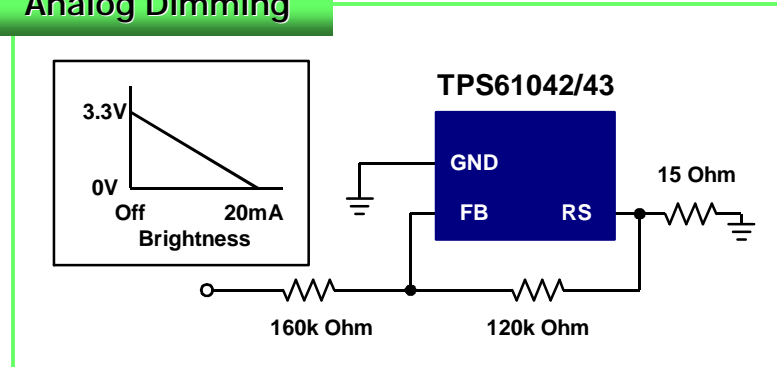 Analog Dimming
TPS61042/43
3.3V
0V
Off
20mA
Brightness
GND
FB
RS
15 Ohm
160k Ohm
120k Ohm